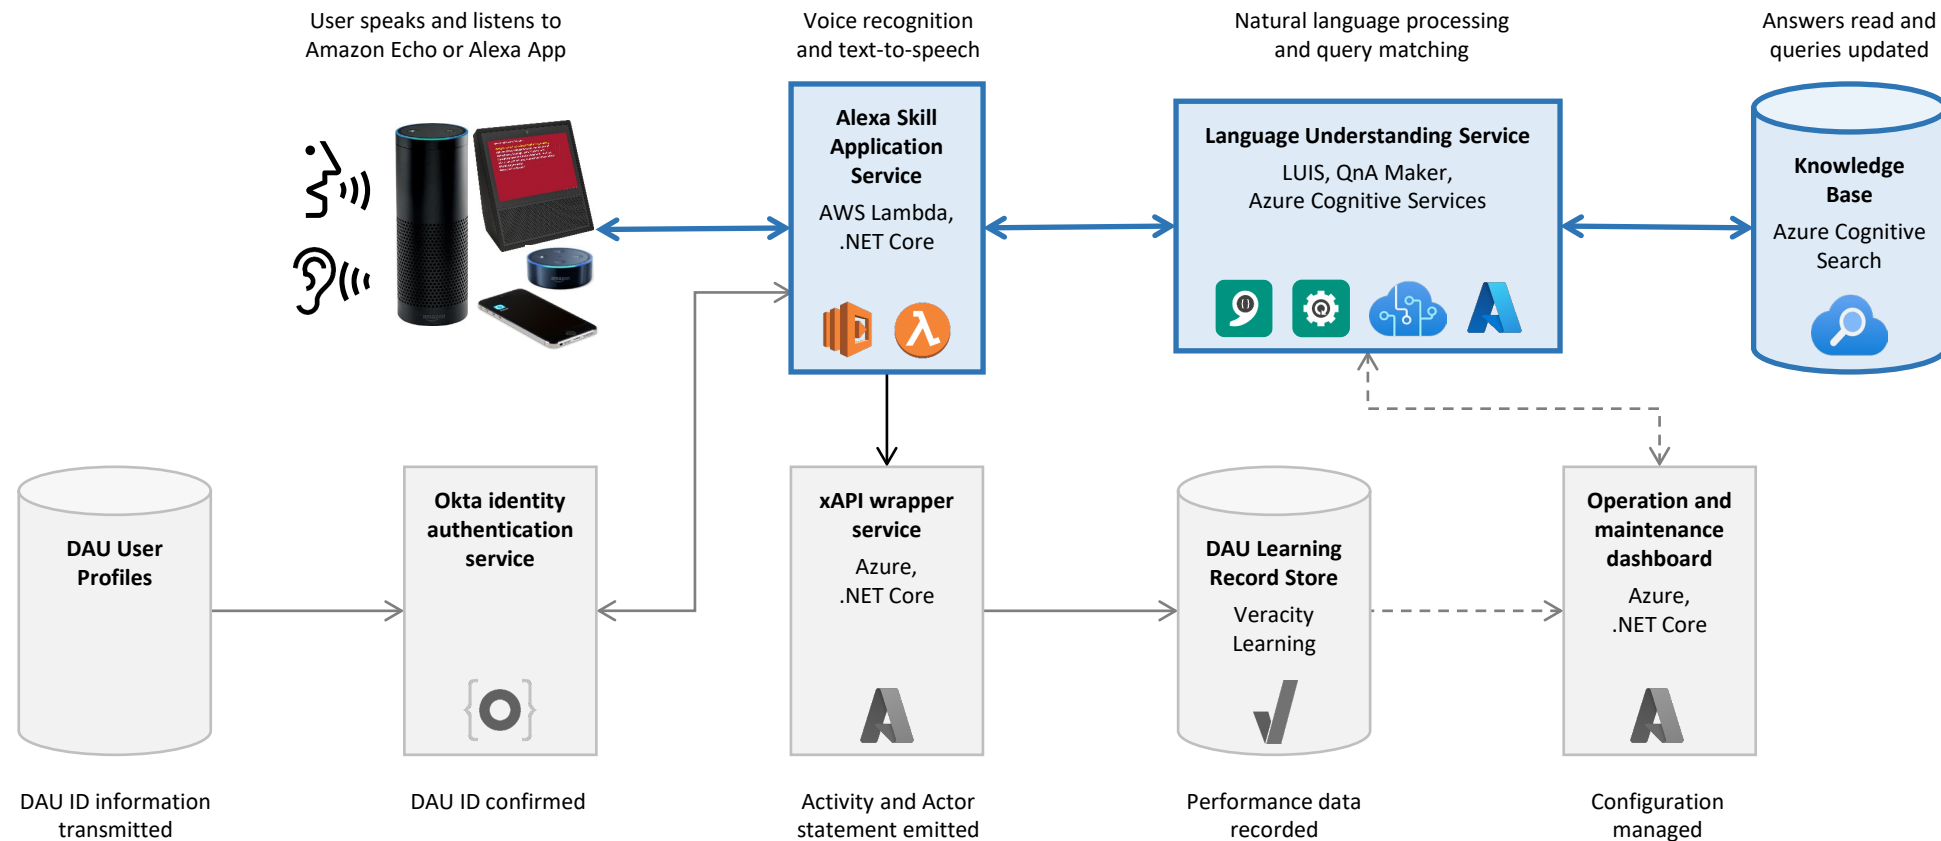 User speaks and listens to
Amazon Echo or Alexa App
Voice recognition
and text-to-speech
Natural language processing
and query matching
Answers read and
queries updated
Alexa Skill
Application
Service
AWS Lambda,
.NET Core
Language Understanding Service
LUIS, QnA Maker,
Azure Cognitive Services
Knowledge
Base
Azure Cognitive
Search
DAU User
Profiles
Okta identity
authentication
service
xAPI wrapper
service
Azure,
.NET Core
DAU Learning
Record Store
Veracity
Learning
Operation and
maintenance
dashboard
Azure,
.NET Core
DAU ID information
transmitted
DAU ID confirmed
Activity and Actor
statement emitted
Performance data
recorded
Configuration
managed